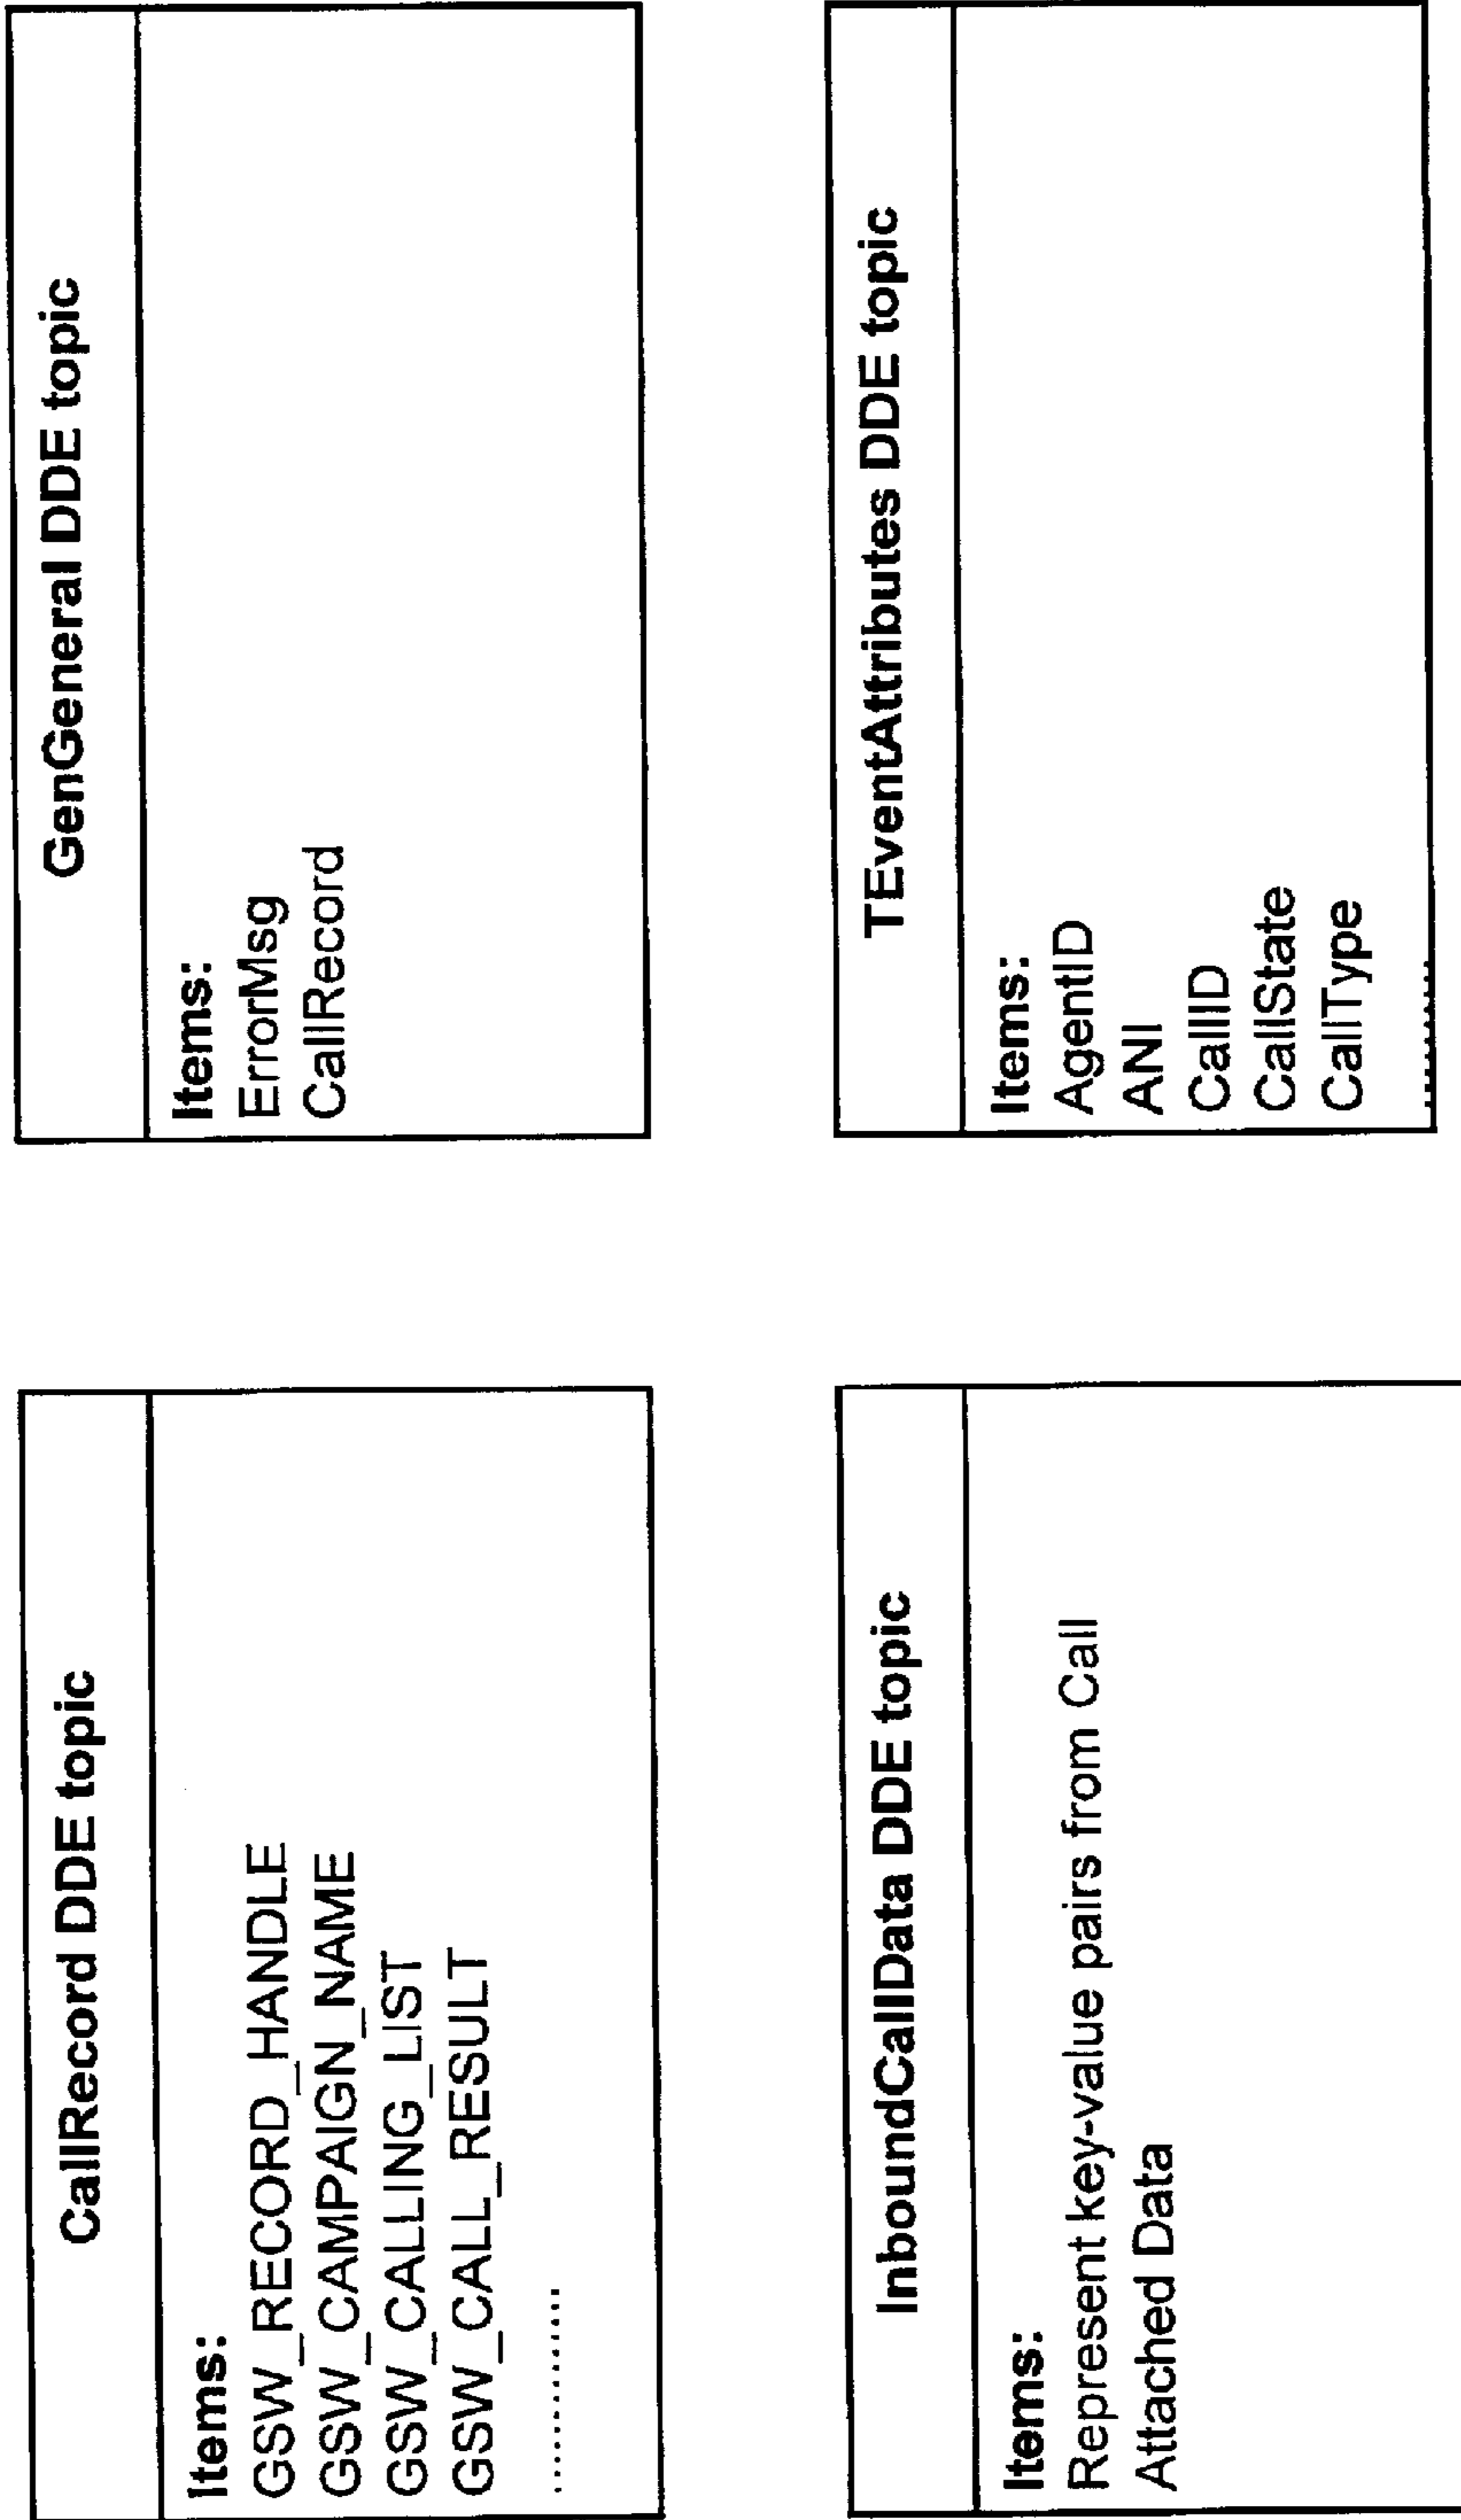 CallRecord DDE topic
Items:
GSW_RECORD_HANDLE
GSW_CAMPAIGN_NAME
GSW_CALLING_LIST
GSW_CALL_RESULT
...............
GenGeneral DDE topic
Items:
ErrorMsg
CallRecord
InboundCallData DDE topic
Items:
Represent key-value pairs from Call
Attached Data
TEventAttributes DDE topic
Items:
AgentID
ANI
CallID
CallState
CallType
...........